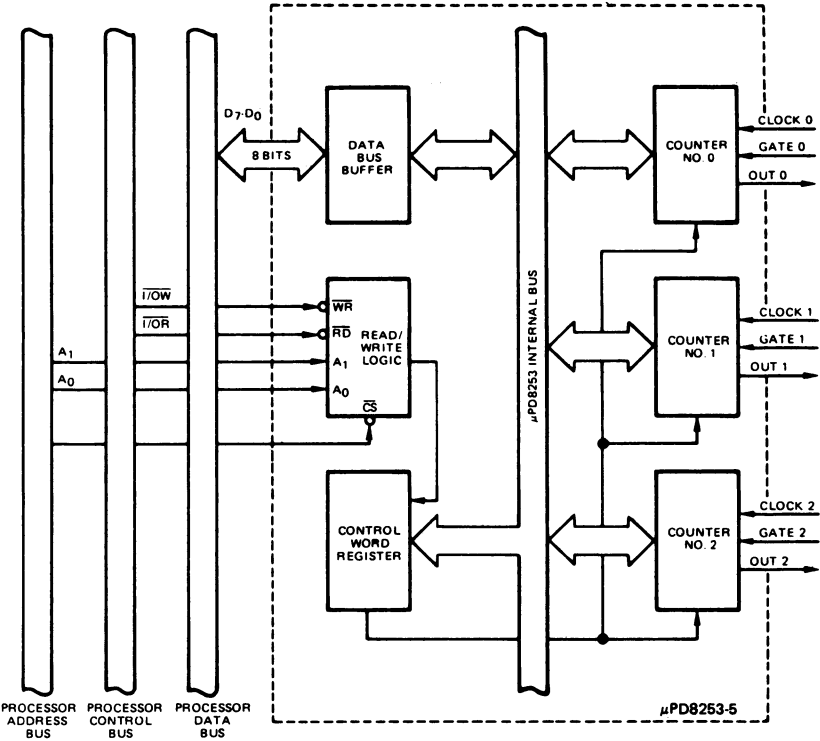 D7-D0
8 BITS
DATA
BUS
BUFFER
COUNTER
NO. 0
CLOCK 0
GATE 0
OUT 0
I/OW
I/OR
A1
A0
WR
RD
A1
A0
CS
READ/
WRITE
LOGIC
µPD8253 INTERNAL BUS
COUNTER
NO. 1
CLOCK 1
GATE 1
OUT 1
CONTROL
WORD
REGISTER
COUNTER
NO. 2
CLOCK 2
GATE 2
OUT 2
PROCESSOR
ADDRESS
BUS
PROCESSOR
CONTROL
BUS
PROCESSOR
DATA
BUS
µPD8253-5